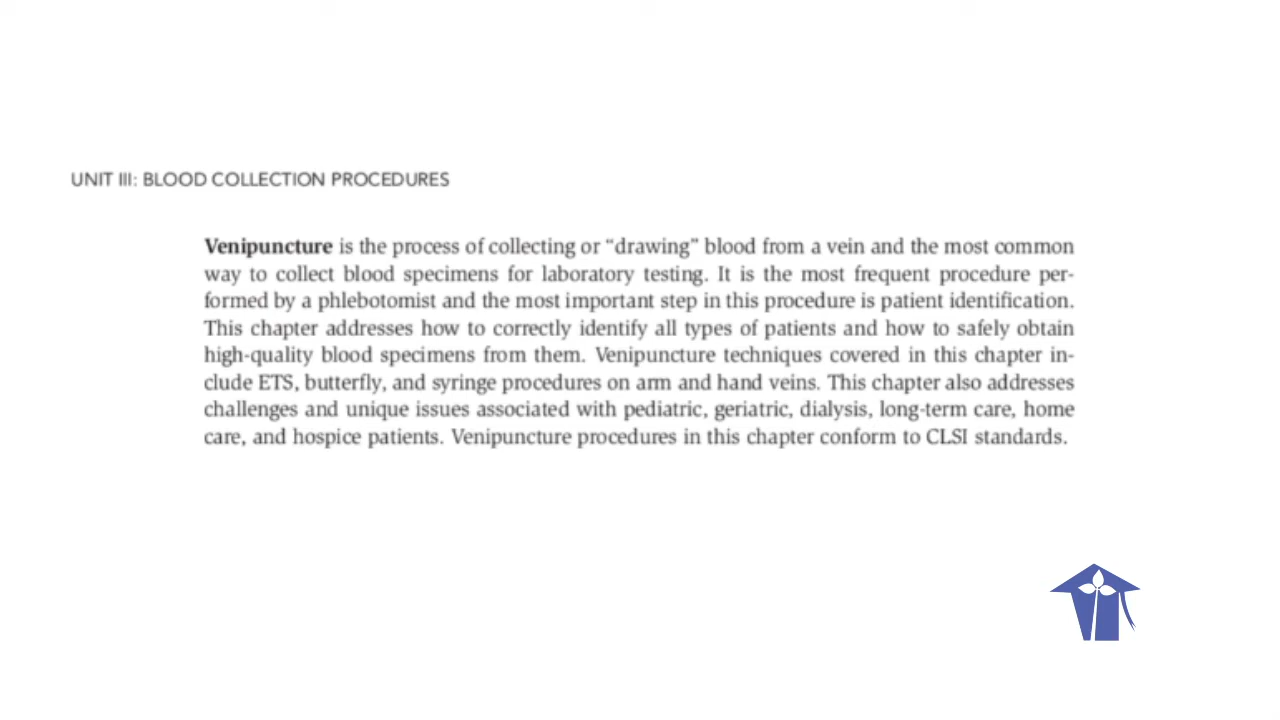 UNIT III: BLOOD COLLECTION PROCEDURES
Venipuncture is the process of collecting or “drawing” blood from a vein and the most common
way to collect blood specimens for laboratory testing. It is the most frequent procedure per-
formed by a phlebotomist and the most important step in this procedure is patient identification.
This chapter addresses how to correctly identify all types of patients and how to safely obtain
high-quality blood specimens from them. Venipuncture techniques covered in this chapter in-
clude ETS, butterfly, and syringe procedures on arm and hand veins. This chapter also addresses
challenges and unique issues associated with pediatric, geriatric, dialysis, long-term care, home
care, and hospice patients. Venipuncture procedures in this chapter conform to CLSI standards.